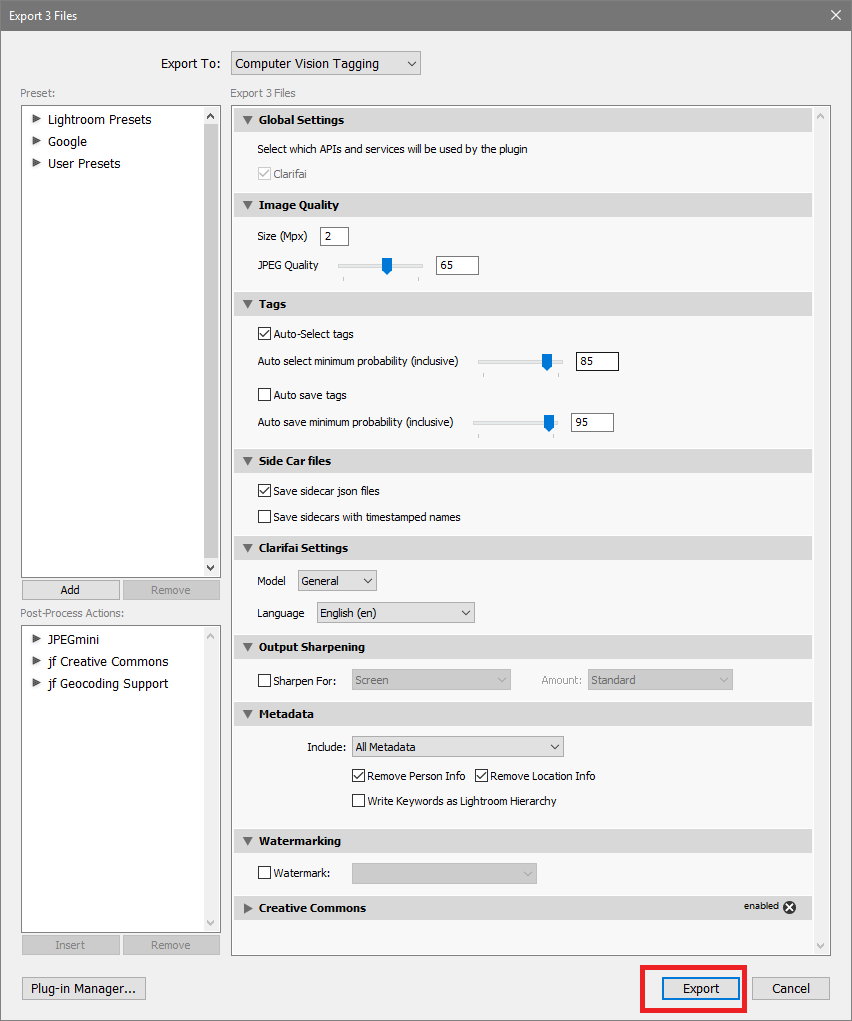 Export 3 Files
Export To: Computer Vision Tagging
Preset:
Lightroom Presets
Google
User Presets
Add Remove
Post-Process Actions:
JPEGmini
jf Creative Commons
jf Geocoding Support
Insert Remove
Export 3 Files
Global Settings
Select which APIs and services will be used by the plugin
Clarifai
Image Quality
Size (Mpx) 2
JPEG Quality 65
Tags
Auto-Select tags
Auto select minimum probability (inclusive) 85
Auto save tags
Auto save minimum probability (inclusive) 95
Side Car files
Save sidecar json files
Save sidecars with timestamped names
Clarifai Settings
Model General
Language English (en)
Output Sharpening
Sharpen For: Screen Amount: Standard
Metadata
Include: All Metadata
Remove Person Info Remove Location Info
Write Keywords as Lightroom Hierarchy
Watermarking
Watermark:
Creative Commons enabled
Plug-in Manager... Export Cancel